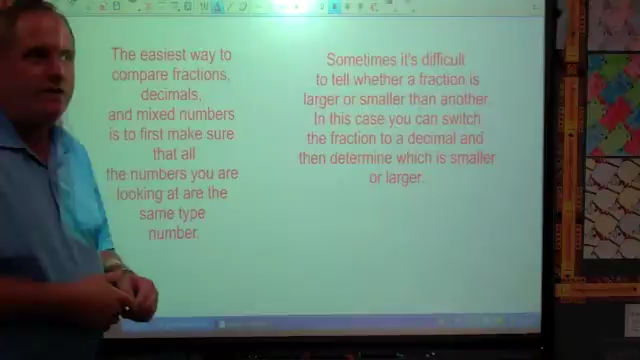 The easiest way to
compare fractions,
decimals,
and mixed numbers
is to first make sure
that all
the numbers you are
looking at are the
same type
number.
Sometimes it's difficult
to tell whether a fraction is
larger or smaller than another.
In this case you can switch
the fraction to a decimal and
then determine which is smaller
or larger.